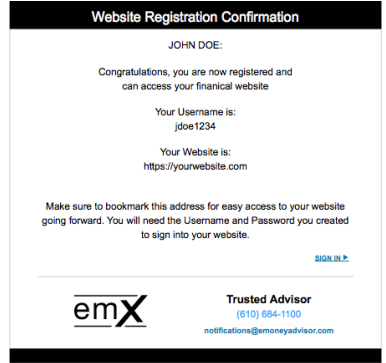 Website Registration Confirmation
JOHN DOE:
Congratulations, you are now registered and
can access your finanical website
Your Username is:
jdoe1234
Your Website is:
https://yourwebsite.com
Make sure to bookmark this address for easy access to your website
going forward. You will need the Username and Password you created
to sign into your website.
SIGN IN ▶
emX
Trusted Advisor
(610) 684-1100
notifications@emoneyadvisor.com